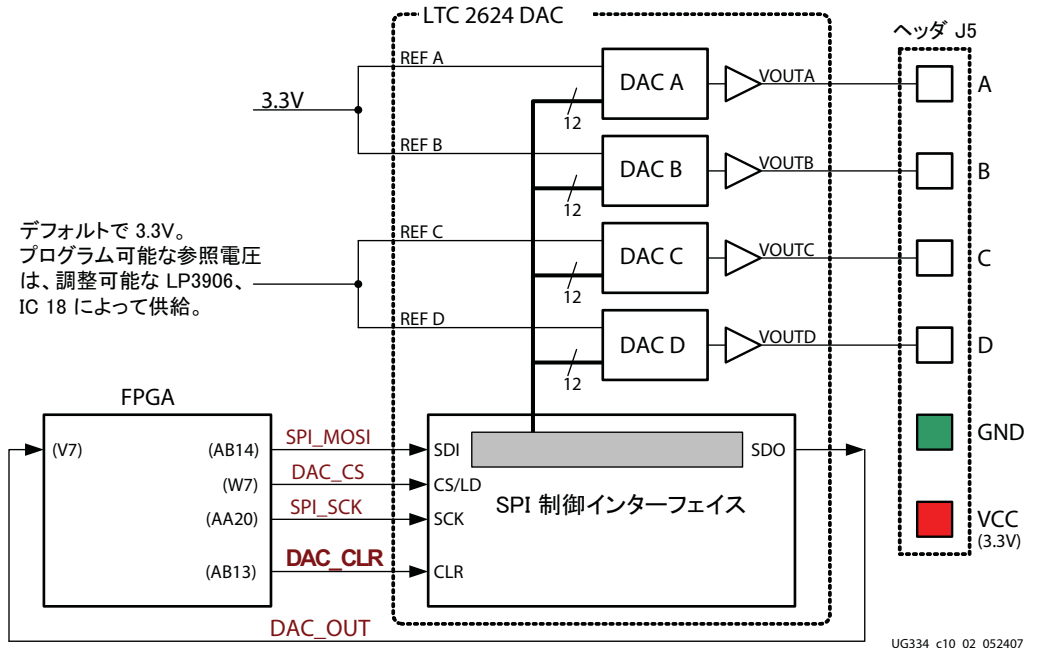 LTC 2624 DAC
ヘッダ J5
REF A
DAC A
VOUTA
A
3.3V
12
REF B
DAC B
VOUTB
B
12
デフォルトで 3.3V。
プログラム可能な参照電圧
は、調整可能な LP3906、
IC 18 によって供給。
REF C
DAC C
VOUTC
C
12
REF D
DAC D
VOUTD
D
12
FPGA
(V7)
(AB14)
SPI_MOSI
SDI
SDO
GND
(W7)
DAC_CS
CS/LD
(AA20)
SPI_SCK
SCK
SPI 制御インターフェイス
VCC
(3.3V)
(AB13)
DAC_CLR
CLR
DAC_OUT
UG334_c10_02_052407